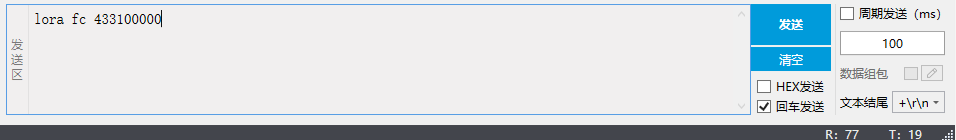 lora fc 433100000
发送区
发送
清空
HEX发送
回车发送
周期发送（ms）
100
数据组包
文本结尾 +\r\n
R: 77 T: 19